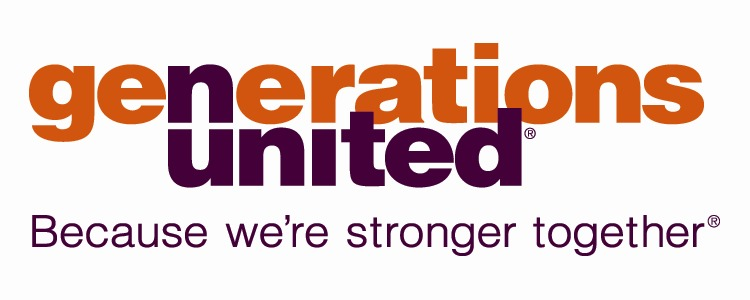 generations
united®
Because we're stronger together®